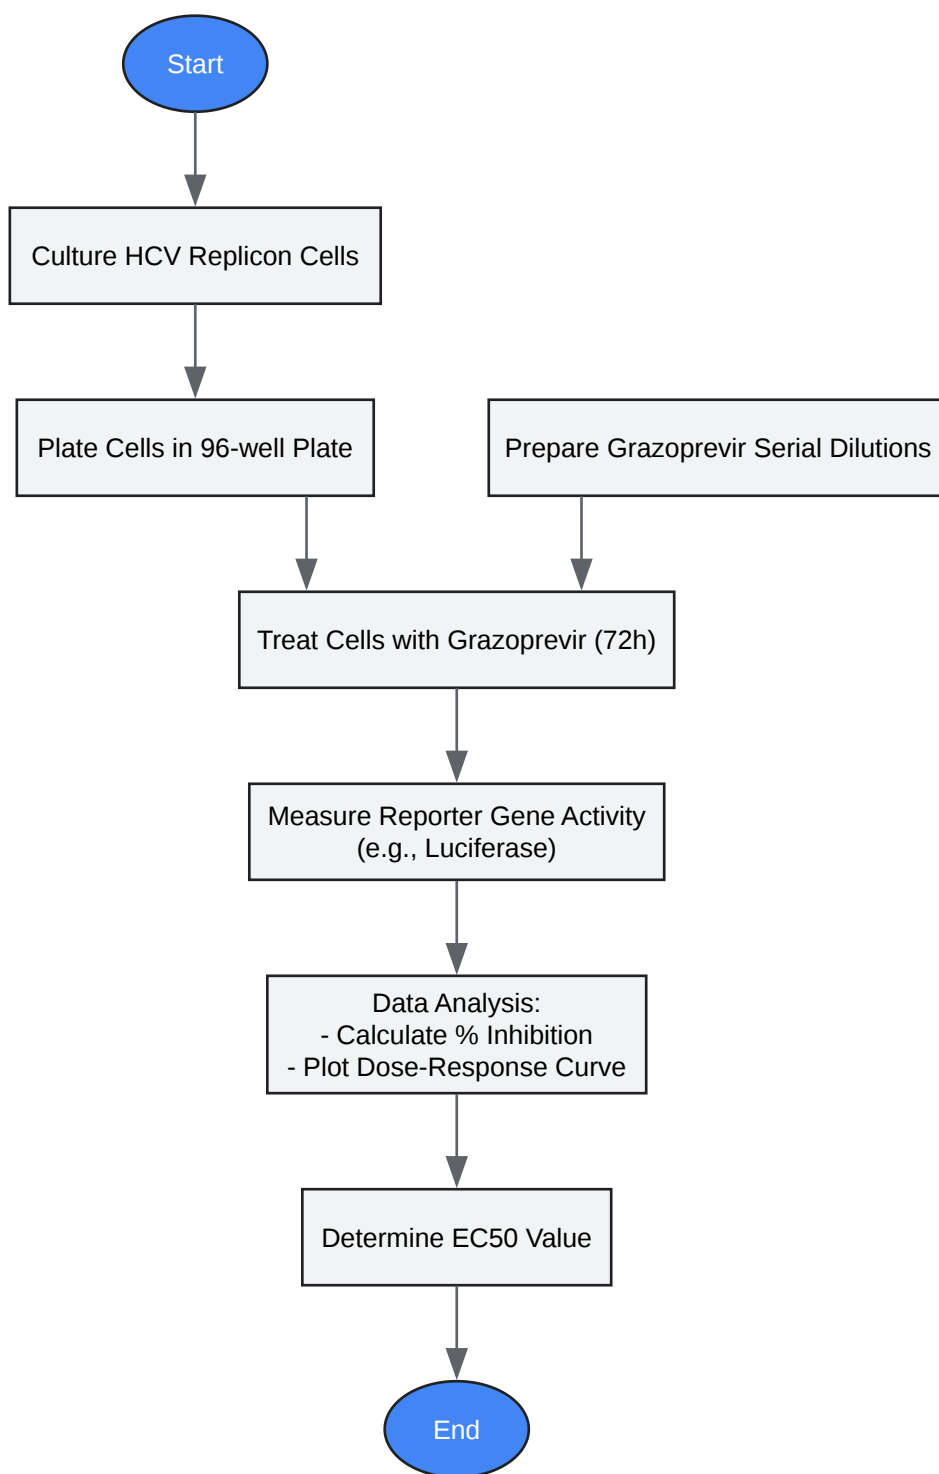 Start
Culture HCV Replicon Cells
Plate Cells in 96-well Plate
Prepare Grazoprevir Serial Dilutions
Treat Cells with Grazoprevir (72h)
Measure Reporter Gene Activity
(e.g., Luciferase)
Data Analysis:
- Calculate % Inhibition
- Plot Dose-Response Curve
Determine EC50 Value
End